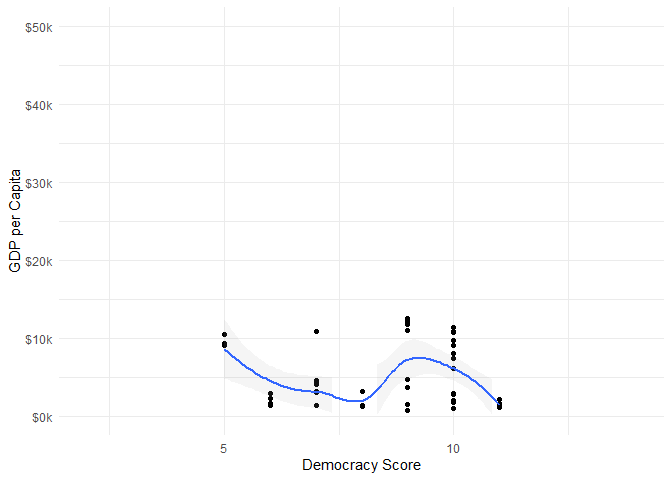 $50k
$40k
$30k
$20k
$10k
$0k
GDP per Capita
5
10
Democracy Score